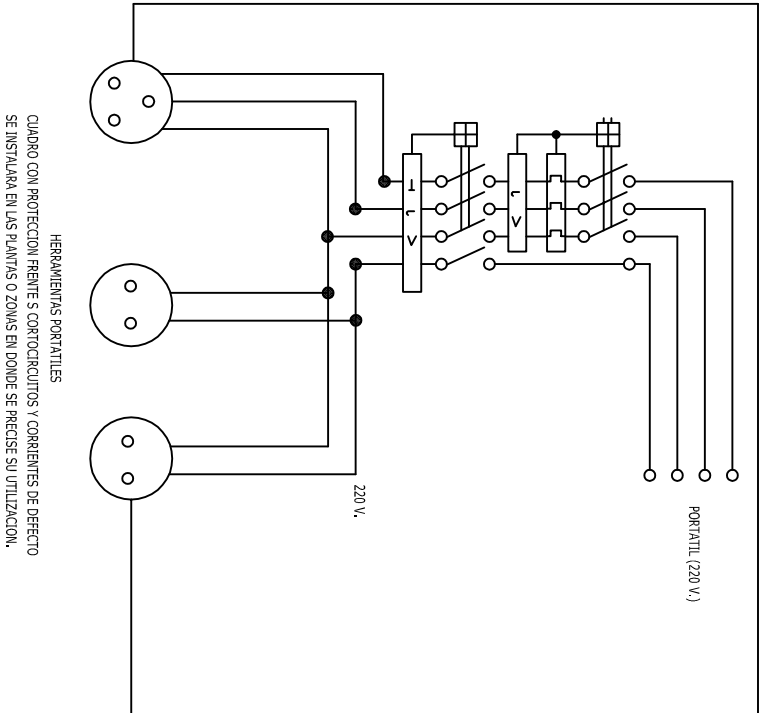 PORTATIL (220 V.)
220 V.
HERRAMIENTAS PORTATILES
CUADRO CON PROTECCION FRENTE S CORTOCIRCUITOS Y CORRIENTES DE DEFECTO
SE INSTALARA EN LAS PLANTAS O ZONAS EN DONDE SE PRECISE SU UTILIZACION.